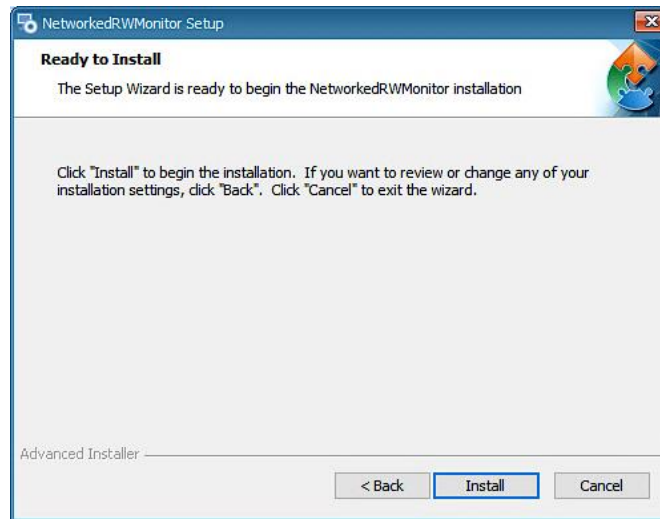 NetworkedRWMonitor Setup
Ready to Install
The Setup Wizard is ready to begin the NetworkedRWMonitor installation
Click "Install" to begin the installation.  If you want to review or change any of your
installation settings, click "Back".  Click "Cancel" to exit the wizard.
Advanced Installer
< Back
Install
Cancel